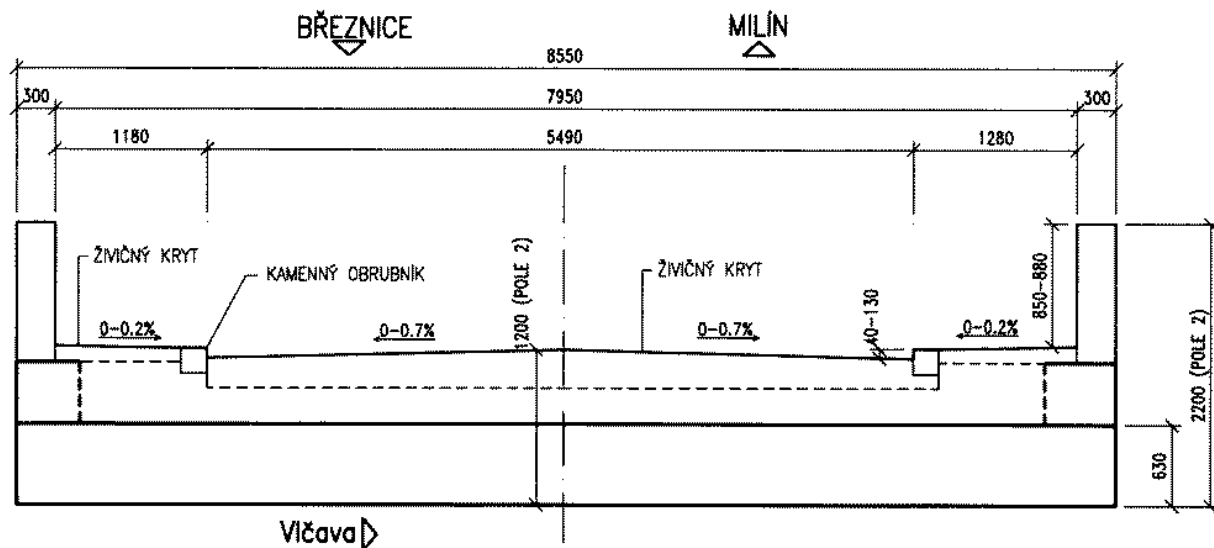 BŘEZNICE
MILÍN
8550
300
7950
300
1180
5490
1280
ŽIVIČNÝ KRYT
KAMENNÝ OBRUBNÍK
1200 (POLE 2)
ŽIVIČNÝ KRYT
40-130
850-880
0-0.2%
0-0.7%
0-0.7%
0-0.2%
2200 (POLE 2)
630
Vlčava